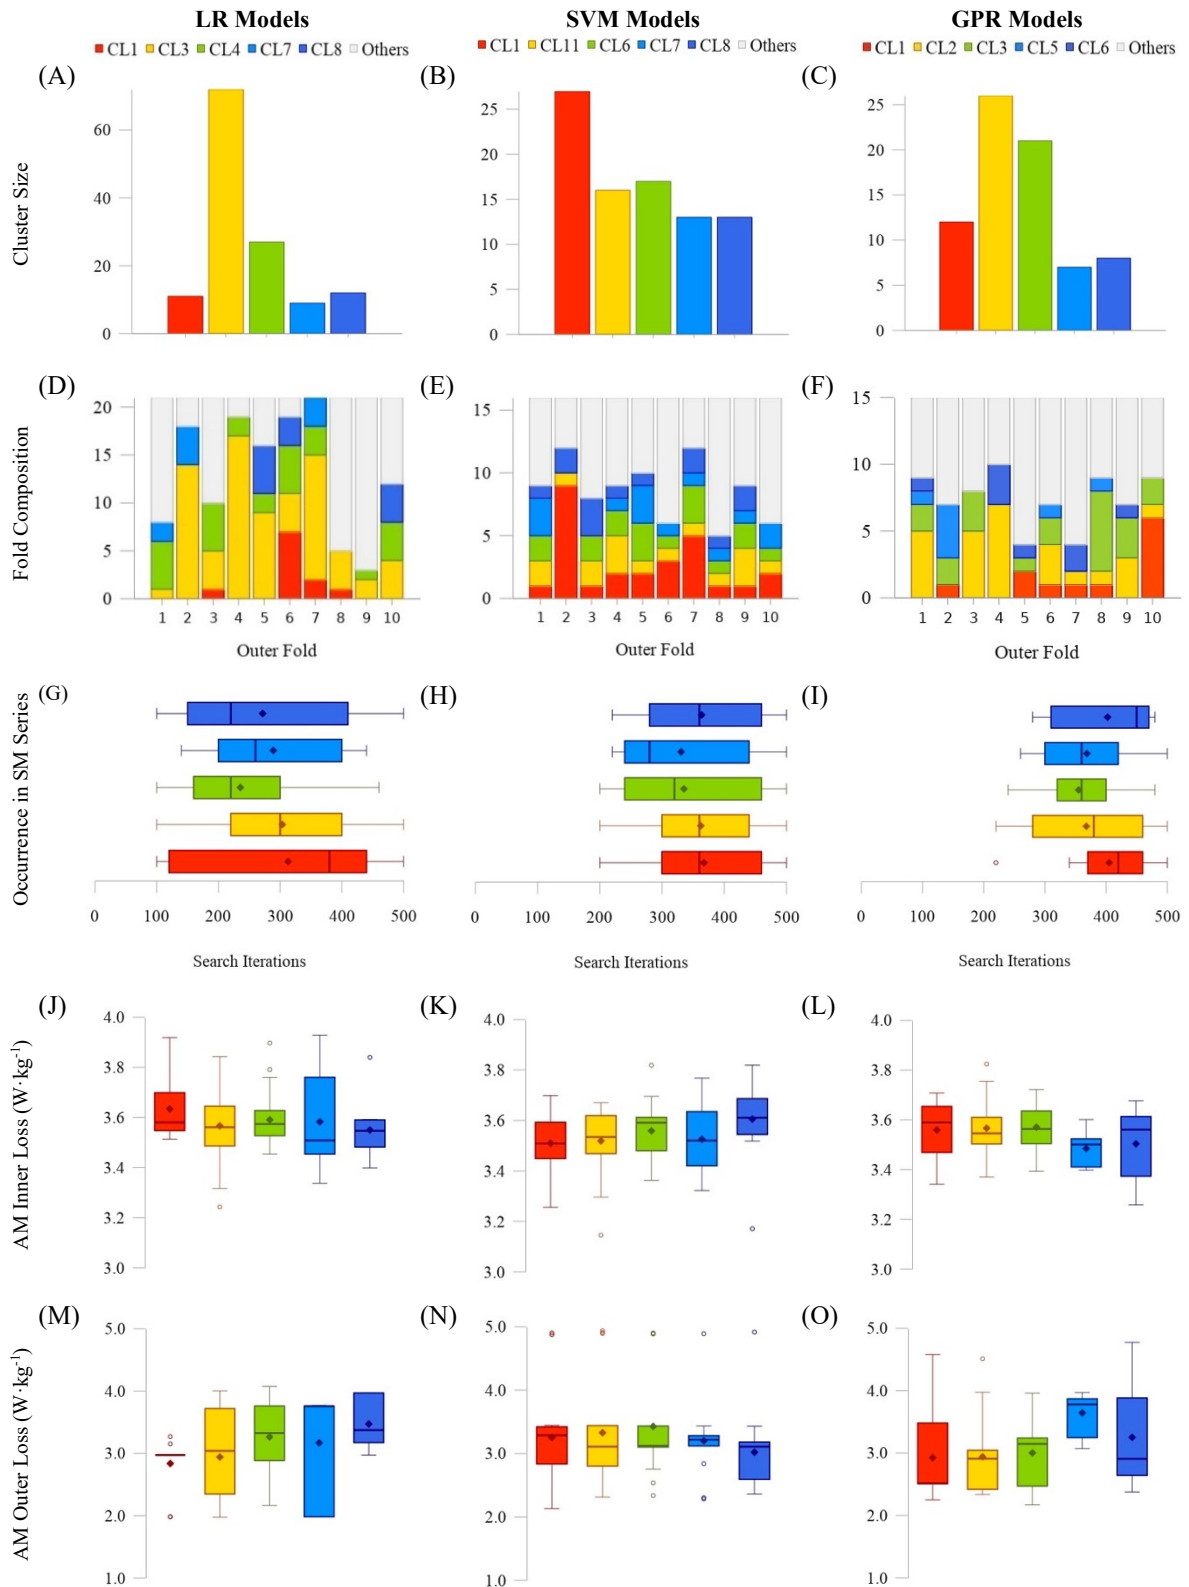 LR Models
SVM Models
GPR Models
CL1 CL3 CL4 CL7 CL8 Others
CL1 CL11 CL6 CL7 CL8 Others
CL1 CL2 CL3 CL5 CL6 Others
(A)
(B)
(C)
Cluster Size
60
40
20
0
25
20
15
10
5
0
25
20
15
10
5
0
(D)
(E)
(F)
Fold Composition
20
15
10
5
0
1 2 3 4 5 6 7 8 9 10
Outer Fold
15
10
5
0
1 2 3 4 5 6 7 8 9 10
Outer Fold
15
10
5
0
1 2 3 4 5 6 7 8 9 10
Outer Fold
(G)
(H)
(I)
Occurrence in SM Series
0 100 200 300 400 500
Search Iterations
0 100 200 300 400 500
Search Iterations
0 100 200 300 400 500
Search Iterations
(J)
(K)
(L)
AM Inner Loss (W·kg⁻¹)
4.0
3.8
3.6
3.4
3.2
3.0
4.0
3.8
3.6
3.4
3.2
3.0
4.0
3.8
3.6
3.4
3.2
3.0
(M)
(N)
(O)
AM Outer Loss (W·kg⁻¹)
5.0
4.0
3.0
2.0
1.0
5.0
4.0
3.0
2.0
1.0
5.0
4.0
3.0
2.0
1.0